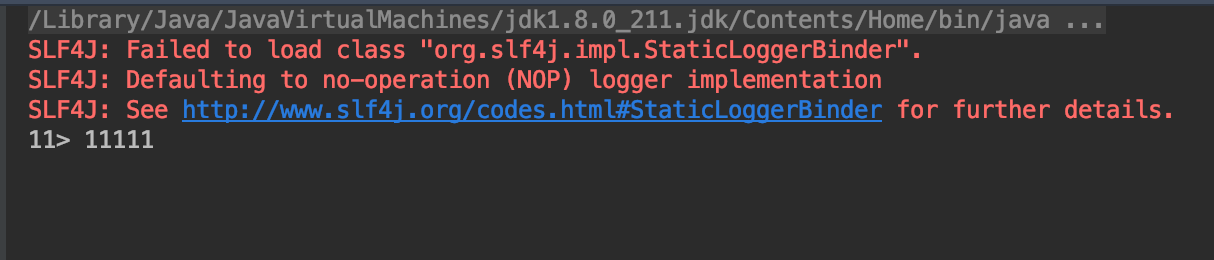 /Library/Java/JavaVirtualMachines/jdk1.8.0_211.jdk/Contents/Home/bin/java ...
SLF4J: Failed to load class "org.slf4j.impl.StaticLoggerBinder".
SLF4J: Defaulting to no-operation (NOP) logger implementation
SLF4J: See http://www.slf4j.org/codes.html#StaticLoggerBinder for further details.
11> 11111